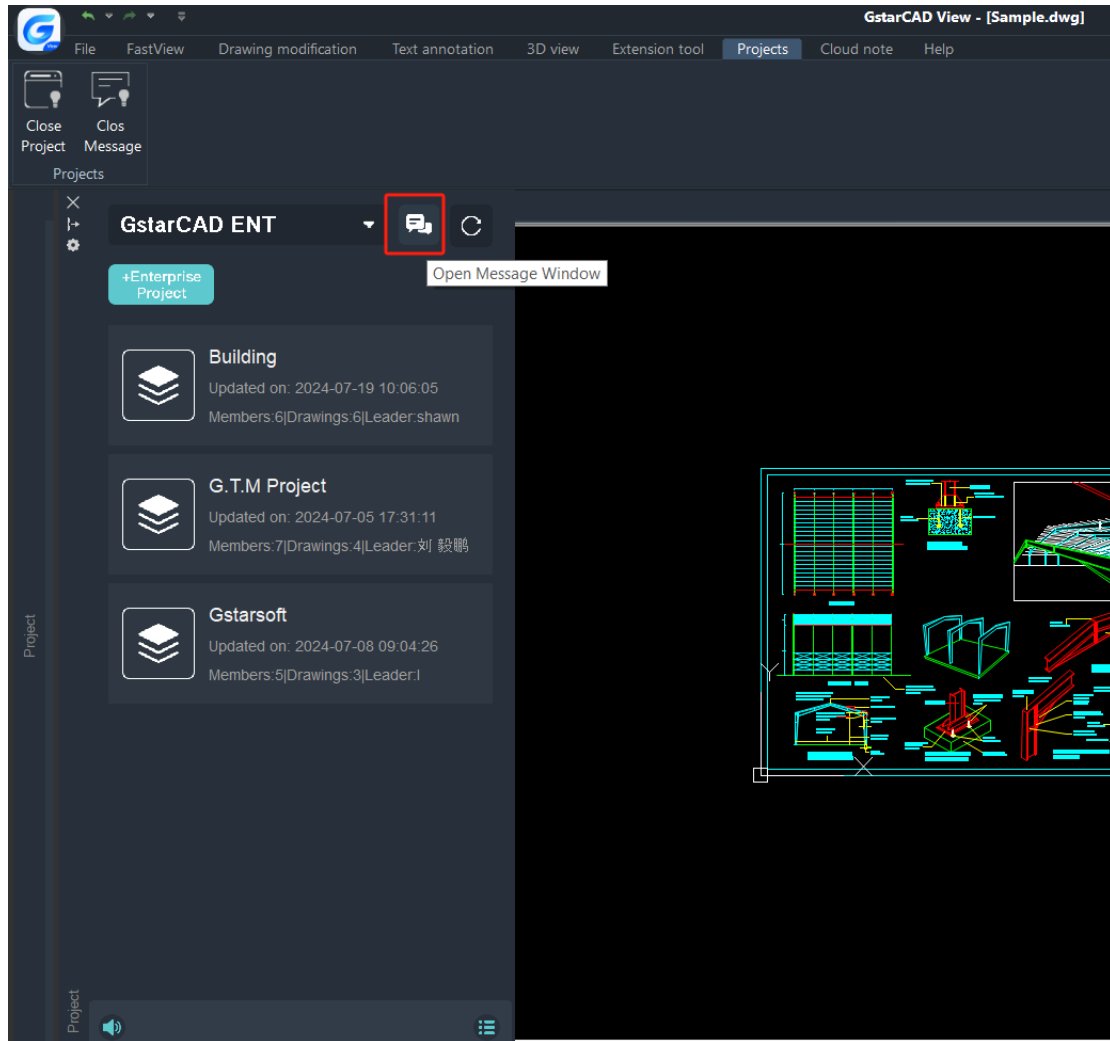 GstarCAD View - [Sample.dwg]
File FastView Drawing modification Text annotation 3D view Extension tool Projects Cloud note Help
Close Project
Clos Message
Projects
GstarCAD ENT
Open Message Window
+Enterprise
Project
Building
Updated on: 2024-07-19 10:06:05
Members:6|Drawings:6|Leader:shawn
G.T.M Project
Updated on: 2024-07-05 17:31:11
Members:7|Drawings:4|Leader:刘 毅鹏
Gstarsoft
Updated on: 2024-07-08 09:04:26
Members:5|Drawings:3|Leader:l
Project
Project
Y
X